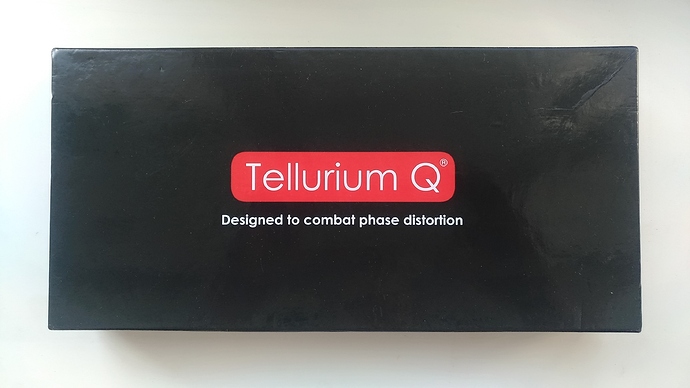 Tellurium Q®
Designed to combat phase distortion